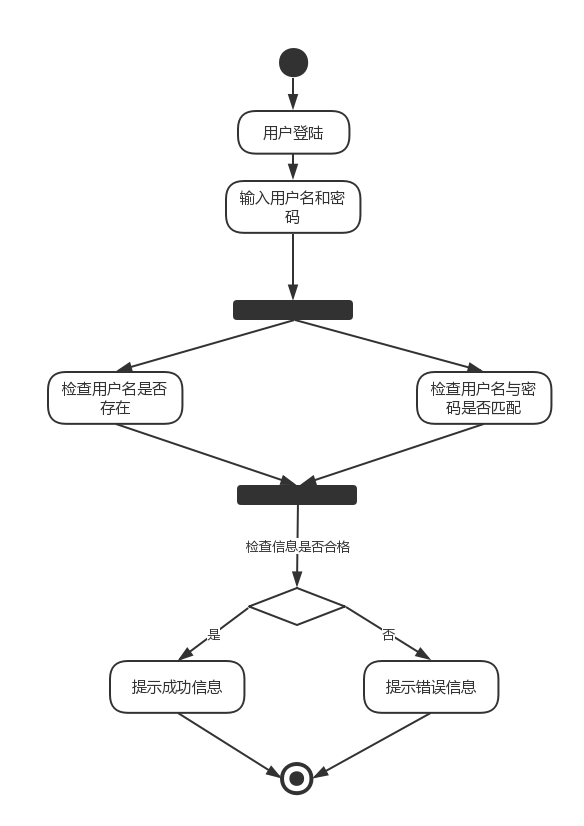 用户登陆
输入用户名和密
码
检查用户名是否
存在
检查用户名与密
码是否匹配
检查信息是否合格
是
否
提示成功信息
提示错误信息